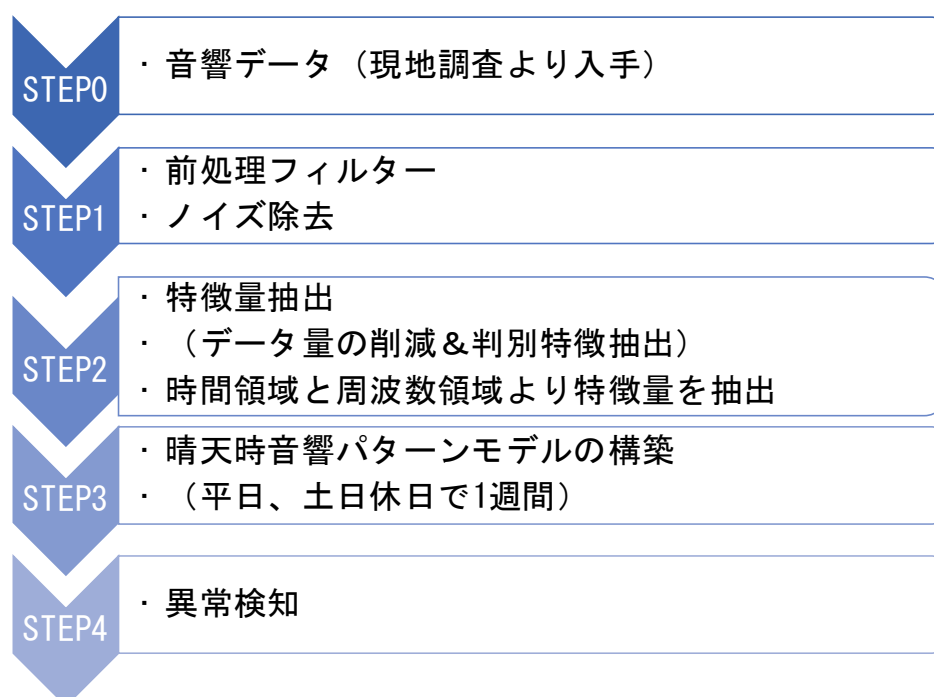 STEP0
・音響データ（現地調査より入手）
STEP1
・前処理フィルター
・ノイズ除去
STEP2
・特徴量抽出
・（データ量の削減＆判別特徴抽出）
・時間領域と周波数領域より特徴量を抽出
STEP3
・晴天時音響パターンモデルの構築
・（平日、土日休日で1週間）
STEP4
・異常検知